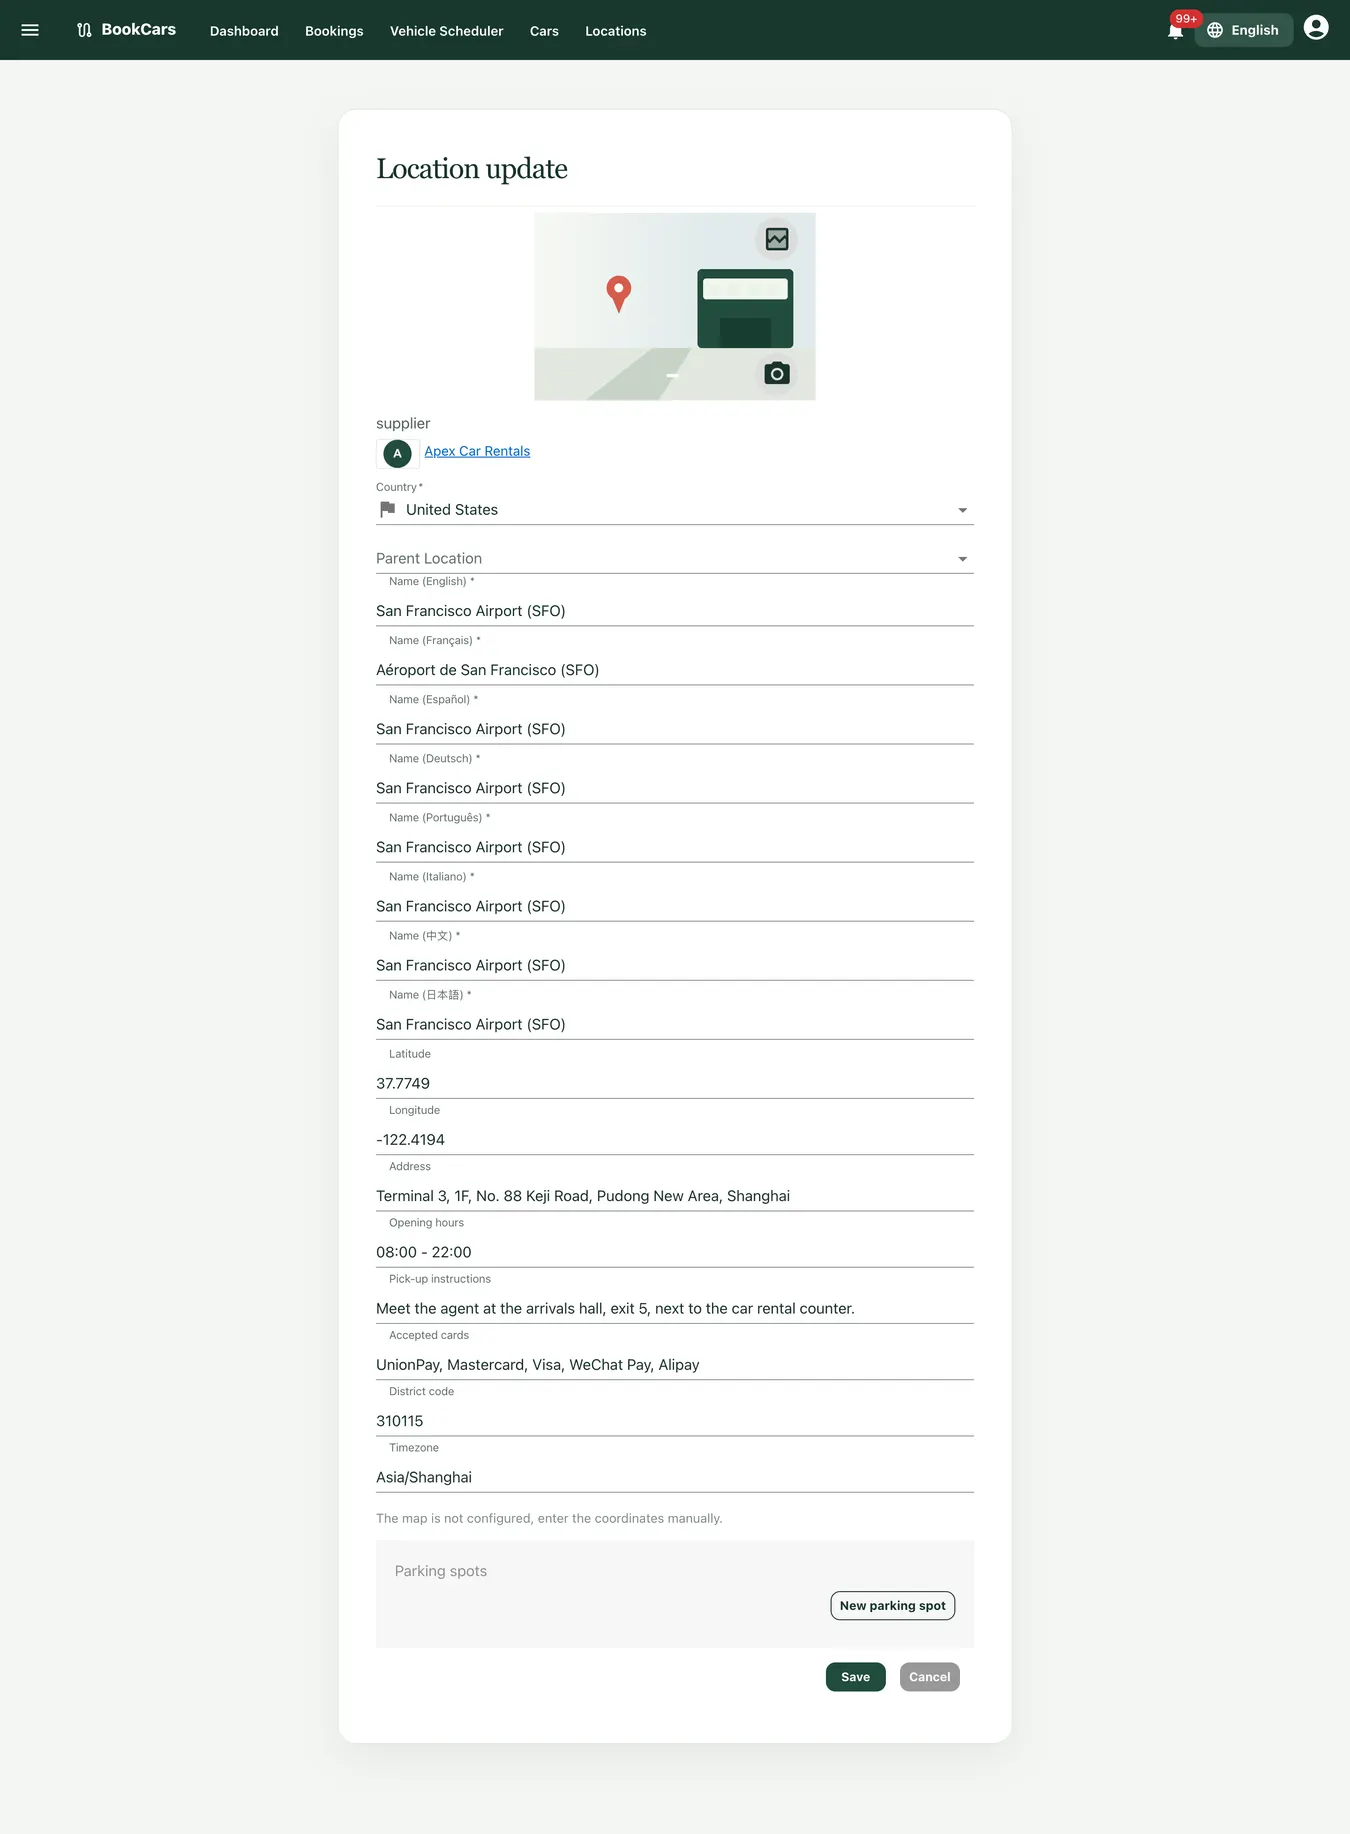 BookCars
Dashboard
Bookings
Vehicle Scheduler
Cars
Locations
99+
English
Location update
supplier
A
Apex Car Rentals
Country *
United States
Parent Location
Name (English) *
San Francisco Airport (SFO)
Name (Français) *
Aéroport de San Francisco (SFO)
Name (Español) *
San Francisco Airport (SFO)
Name (Deutsch) *
San Francisco Airport (SFO)
Name (Português) *
San Francisco Airport (SFO)
Name (Italiano) *
San Francisco Airport (SFO)
Name (中文) *
San Francisco Airport (SFO)
Name (日本語) *
San Francisco Airport (SFO)
Latitude
37.7749
Longitude
-122.4194
Address
Terminal 3, 1F, No. 88 Keji Road, Pudong New Area, Shanghai
Opening hours
08:00 - 22:00
Pick-up instructions
Meet the agent at the arrivals hall, exit 5, next to the car rental counter.
Accepted cards
UnionPay, Mastercard, Visa, WeChat Pay, Alipay
District code
310115
Timezone
Asia/Shanghai
The map is not configured, enter the coordinates manually.
Parking spots
New parking spot
Save
Cancel